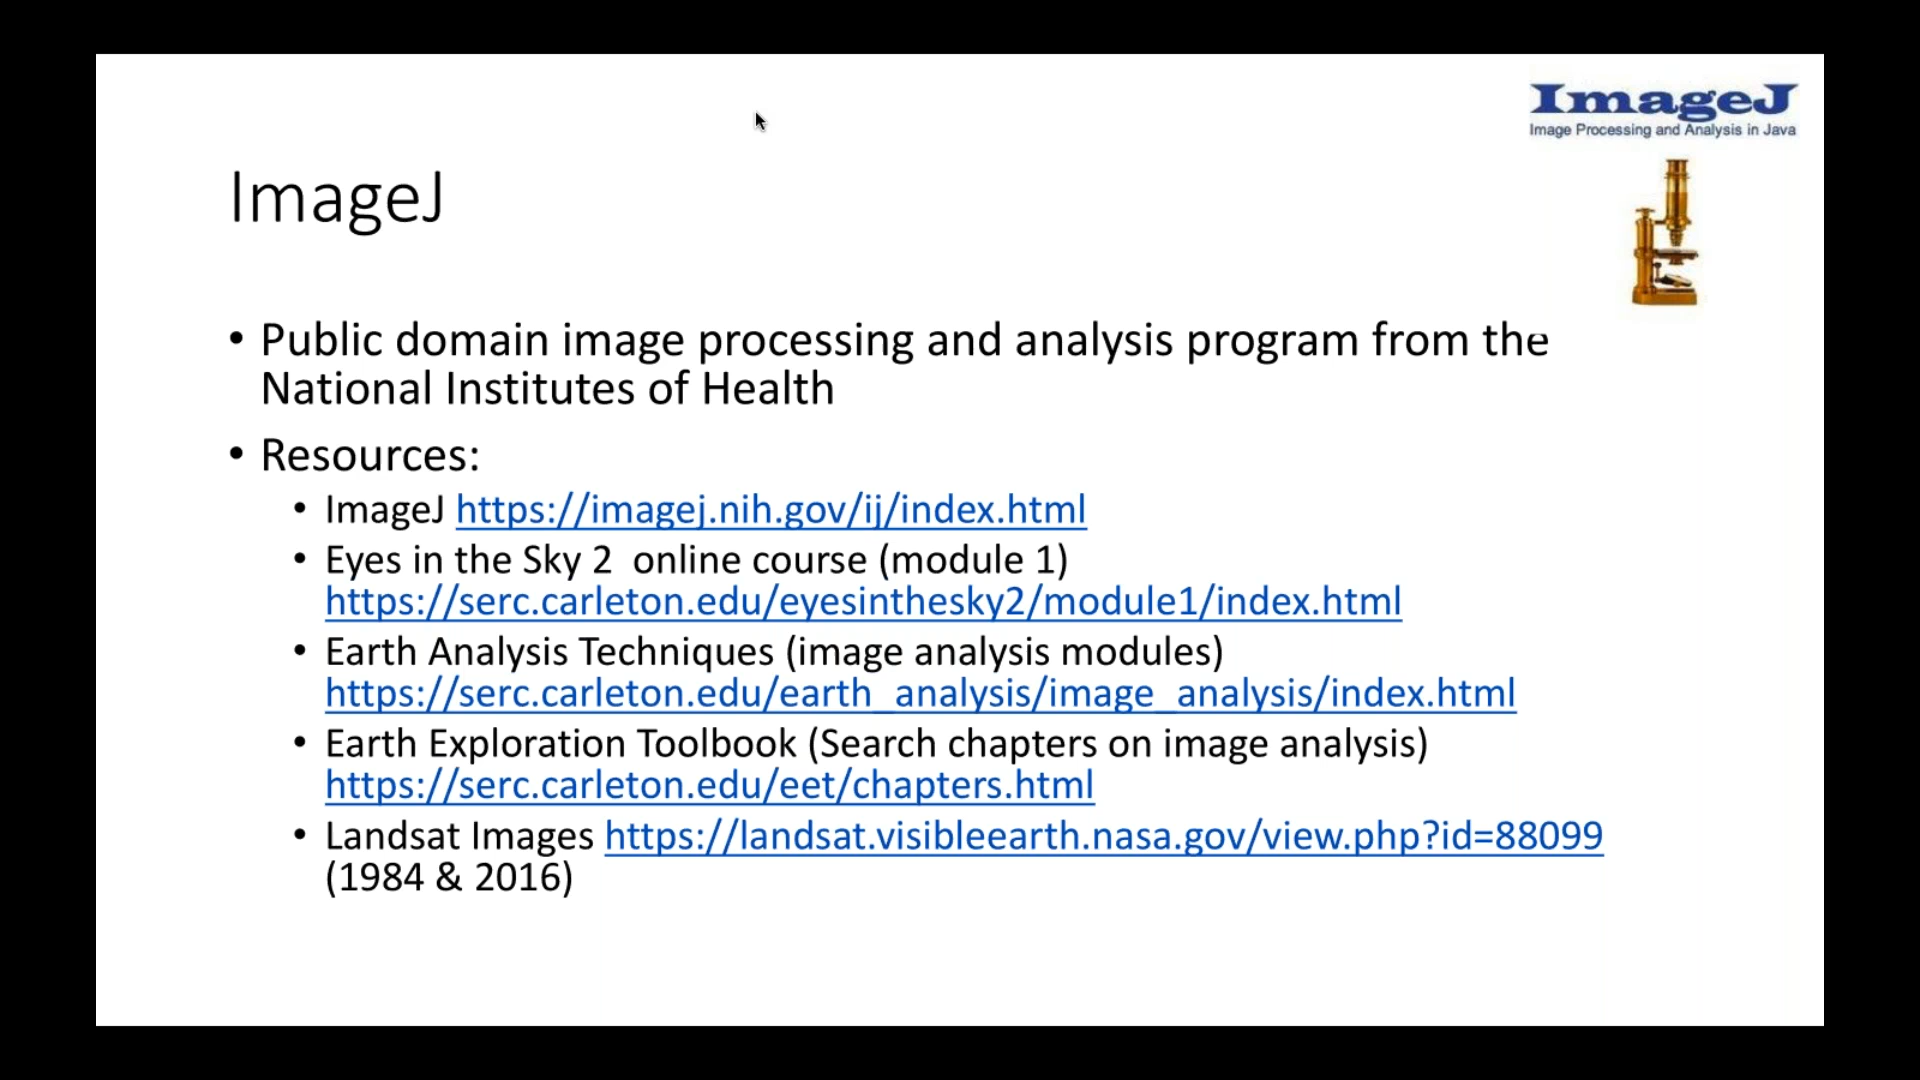 ImageJ
Image Processing and Analysis in Java
ImageJ
• Public domain image processing and analysis program from the
National Institutes of Health
• Resources:
• ImageJ https://imagej.nih.gov/ij/index.html
• Eyes in the Sky 2  online course (module 1)
https://serc.carleton.edu/eyesinthesky2/module1/index.html
• Earth Analysis Techniques (image analysis modules)
https://serc.carleton.edu/earth_analysis/image_analysis/index.html
• Earth Exploration Toolbook (Search chapters on image analysis)
https://serc.carleton.edu/eet/chapters.html
• Landsat Images https://landsat.visibleearth.nasa.gov/view.php?id=88099
(1984 & 2016)